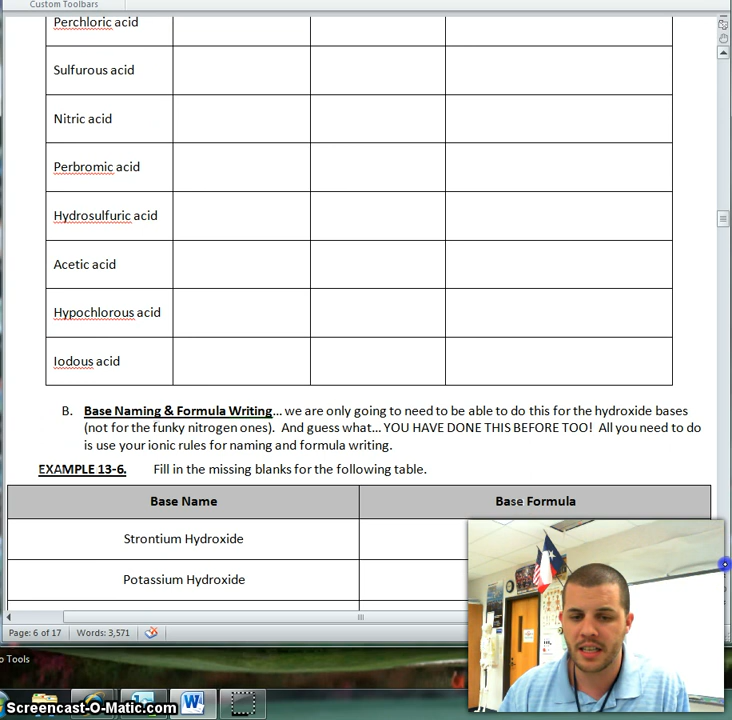 Custom Toolbars
Perchloric acid
Sulfurous acid
Nitric acid
Perbromic acid
Hydrosulfuric acid
Acetic acid
Hypochlorous acid
Iodous acid
B. Base Naming & Formula Writing... we are only going to need to be able to do this for the hydroxide bases
(not for the funky nitrogen ones). And guess what... YOU HAVE DONE THIS BEFORE TOO! All you need to do
is use your ionic rules for naming and formula writing.
EXAMPLE 13-6. Fill in the missing blanks for the following table.
Base Name Base Formula
Strontium Hydroxide
Potassium Hydroxide
Page: 6 of 17 Words: 3,571
o Tools
Screencast-O-Matic.com